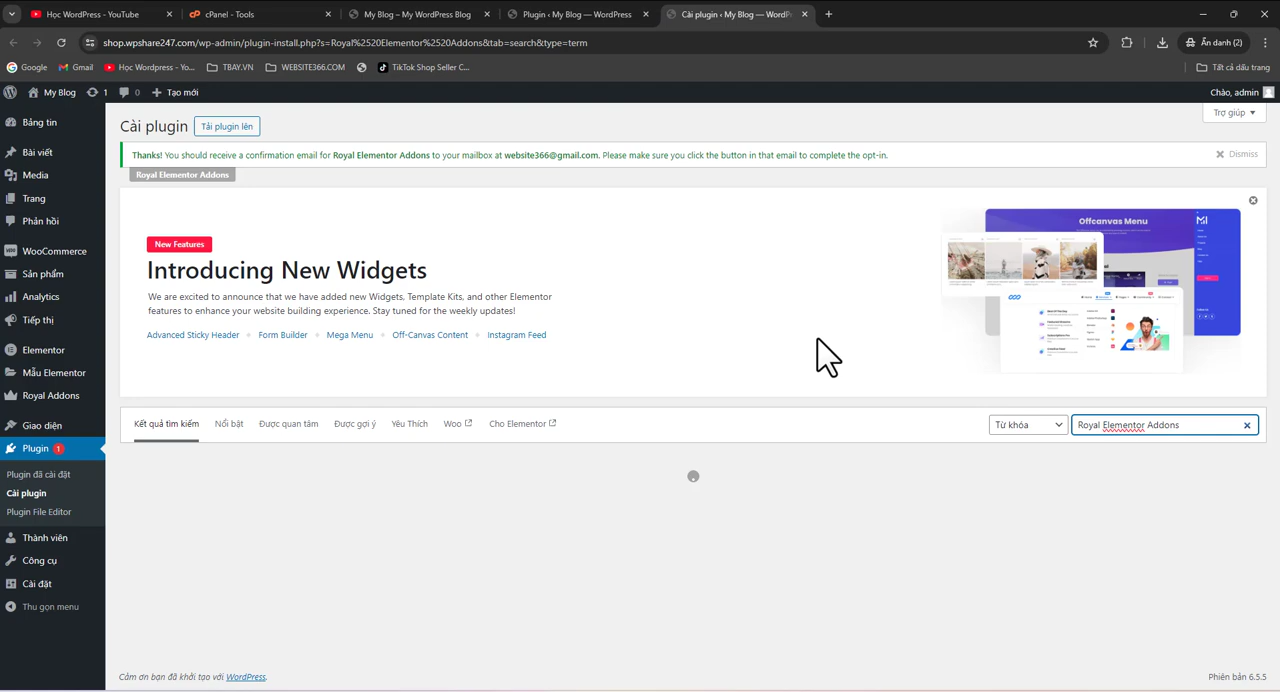 Học WordPress - YouTube
cPanel - Tools
My Blog – My WordPress Blog
Plugin ‹ My Blog — WordPress
Cài plugin ‹ My Blog — WordPr
shop.wpshare247.com/wp-admin/plugin-install.php?s=Royal%2520Elementor%2520Addons&tab=search&type=term
Ẩn danh (2)
Google
Gmail
Học Wordpress - Yo...
TBAY.VN
WEBSITE366.COM
TikTok Shop Seller C...
Tất cả dấu trang
My Blog
1
0
Tạo mới
Chào, admin
Bảng tin
Bài viết
Media
Trang
Phản hồi
WooCommerce
Sản phẩm
Analytics
Tiếp thị
Elementor
Mẫu Elementor
Royal Addons
Giao diện
Plugin 1
Plugin đã cài đặt
Cài plugin
Plugin File Editor
Thành viên
Công cụ
Cài đặt
Thu gọn menu
Trợ giúp
Cài plugin
Tải plugin lên
Thanks! You should receive a confirmation email for Royal Elementor Addons to your mailbox at website366@gmail.com. Please make sure you click the button in that email to complete the opt-in.
Dismiss
Royal Elementor Addons
New Features
Introducing New Widgets
We are excited to announce that we have added new Widgets, Template Kits, and other Elementor
features to enhance your website building experience. Stay tuned for the weekly updates!
Advanced Sticky Header
Form Builder
Mega Menu
Off-Canvas Content
Instagram Feed
Offcanvas Menu
Kết quả tìm kiếm
Nổi bật
Được quan tâm
Được gợi ý
Yêu Thích
Woo
Cho Elementor
Từ khóa
Royal Elementor Addons
Cảm ơn bạn đã khởi tạo với WordPress.
Phiên bản 6.5.5